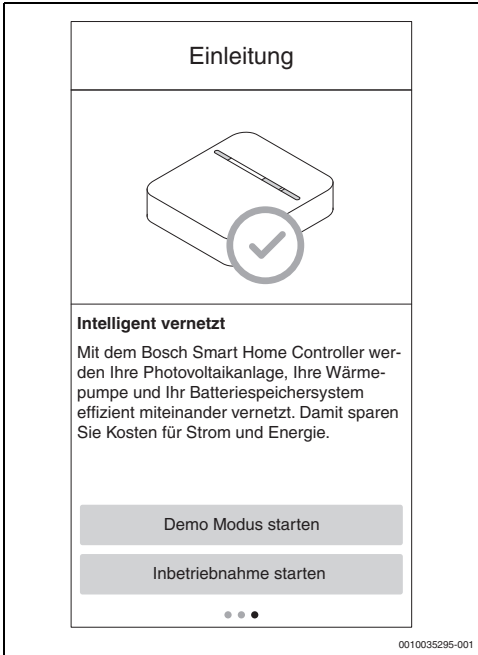 Einleitung
Intelligent vernetzt
Mit dem Bosch Smart Home Controller wer-
den Ihre Photovoltaikanlage, Ihre Wärme-
pumpe und Ihr Batteriespeichersystem
effizient miteinander vernetzt. Damit sparen
Sie Kosten für Strom und Energie.
Demo Modus starten
Inbetriebnahme starten
0010035295-001